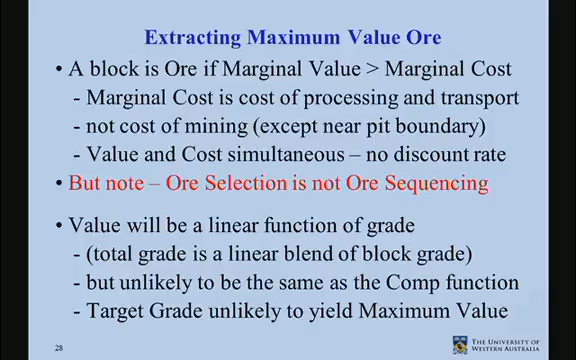 Extracting Maximum Value Ore
• A block is Ore if Marginal Value > Marginal Cost
- Marginal Cost is cost of processing and transport
- not cost of mining (except near pit boundary)
- Value and Cost simultaneous – no discount rate
• But note – Ore Selection is not Ore Sequencing
• Value will be a linear function of grade
- (total grade is a linear blend of block grade)
- but unlikely to be the same as the Comp function
- Target Grade unlikely to yield Maximum Value
28
THE UNIVERSITY OF
WESTERN AUSTRALIA